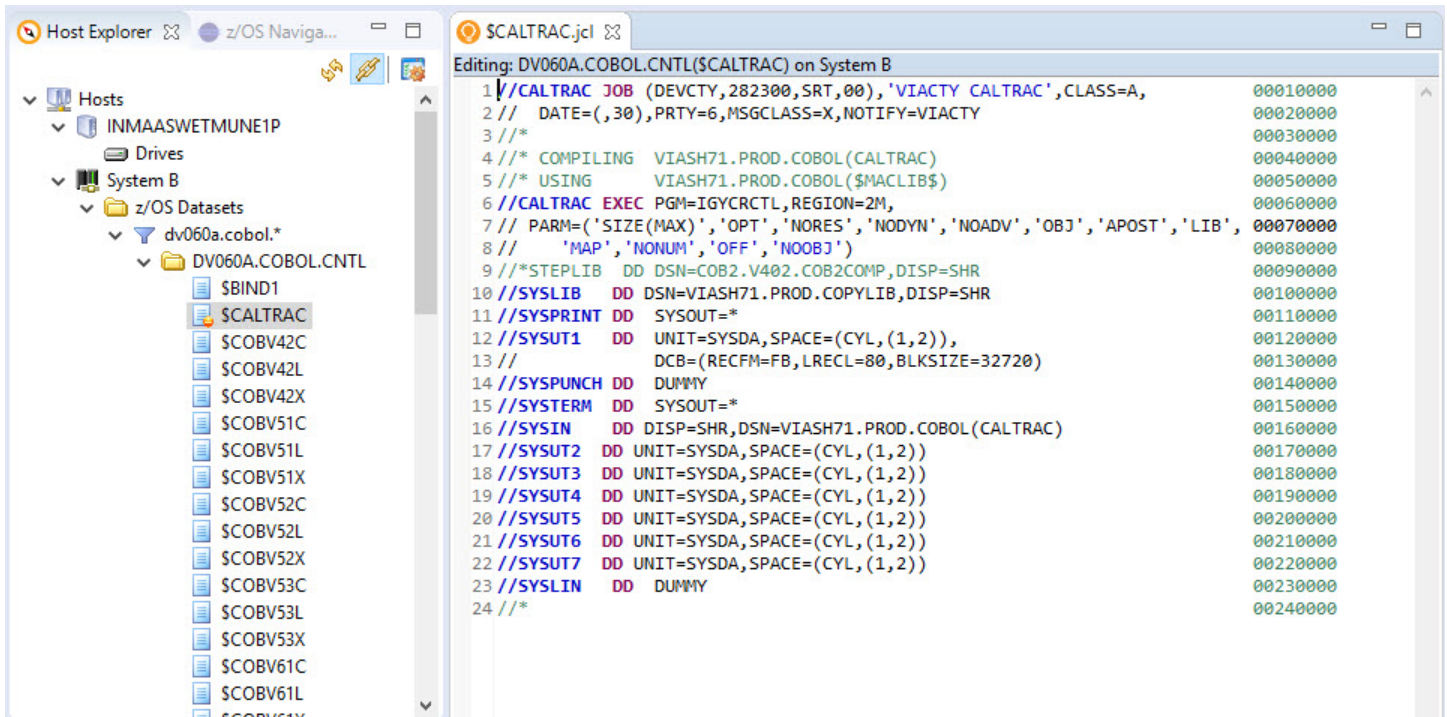 Host Explorer
z/OS Naviga...
Hosts
INMAASWETMUNE1P
Drives
System B
z/OS Datasets
dv060a.cobol.*
DV060A.COBOL.CNTL
$BIND1
$CALTRAC
$COBV42C
$COBV42L
$COBV42X
$COBV51C
$COBV51L
$COBV51X
$COBV52C
$COBV52L
$COBV52X
$COBV53C
$COBV53L
$COBV53X
$COBV61C
$COBV61L
$COBV61X
$CALTRAC.jcl
Editing: DV060A.COBOL.CNTL($CALTRAC) on System B
1 //CALTRAC JOB (DEVCTY,282300,SRT,00),'VIACTY CALTRAC',CLASS=A, 00010000
2 //  DATE=(,30),PRTY=6,MSGCLASS=X,NOTIFY=VIACTY 00020000
3 //* 00030000
4 //* COMPILING  VIASH71.PROD.COBOL(CALTRAC) 00040000
5 //* USING      VIASH71.PROD.COBOL($MACLIB$) 00050000
6 //CALTRAC EXEC PGM=IGYCRCTL,REGION=2M, 00060000
7 // PARM=('SIZE(MAX)','OPT','NORES','NODYN','NOADV','OBJ','APOST','LIB', 00070000
8 //     'MAP','NONUM','OFF','NOOBJ') 00080000
9 //*STEPLIB  DD DSN=COB2.V402.COB2COMP,DISP=SHR 00090000
10 //SYSLIB   DD DSN=VIASH71.PROD.COPYLIB,DISP=SHR 00100000
11 //SYSPRINT DD  SYSOUT=* 00110000
12 //SYSUT1   DD  UNIT=SYSDA,SPACE=(CYL,(1,2)), 00120000
13 //             DCB=(RECFM=FB,LRECL=80,BLKSIZE=32720) 00130000
14 //SYSPUNCH DD  DUMMY 00140000
15 //SYSTERM  DD  SYSOUT=* 00150000
16 //SYSIN    DD DISP=SHR,DSN=VIASH71.PROD.COBOL(CALTRAC) 00160000
17 //SYSUT2  DD UNIT=SYSDA,SPACE=(CYL,(1,2)) 00170000
18 //SYSUT3  DD UNIT=SYSDA,SPACE=(CYL,(1,2)) 00180000
19 //SYSUT4  DD UNIT=SYSDA,SPACE=(CYL,(1,2)) 00190000
20 //SYSUT5  DD UNIT=SYSDA,SPACE=(CYL,(1,2)) 00200000
21 //SYSUT6  DD UNIT=SYSDA,SPACE=(CYL,(1,2)) 00210000
22 //SYSUT7  DD UNIT=SYSDA,SPACE=(CYL,(1,2)) 00220000
23 //SYSLIN   DD  DUMMY 00230000
24 //* 00240000